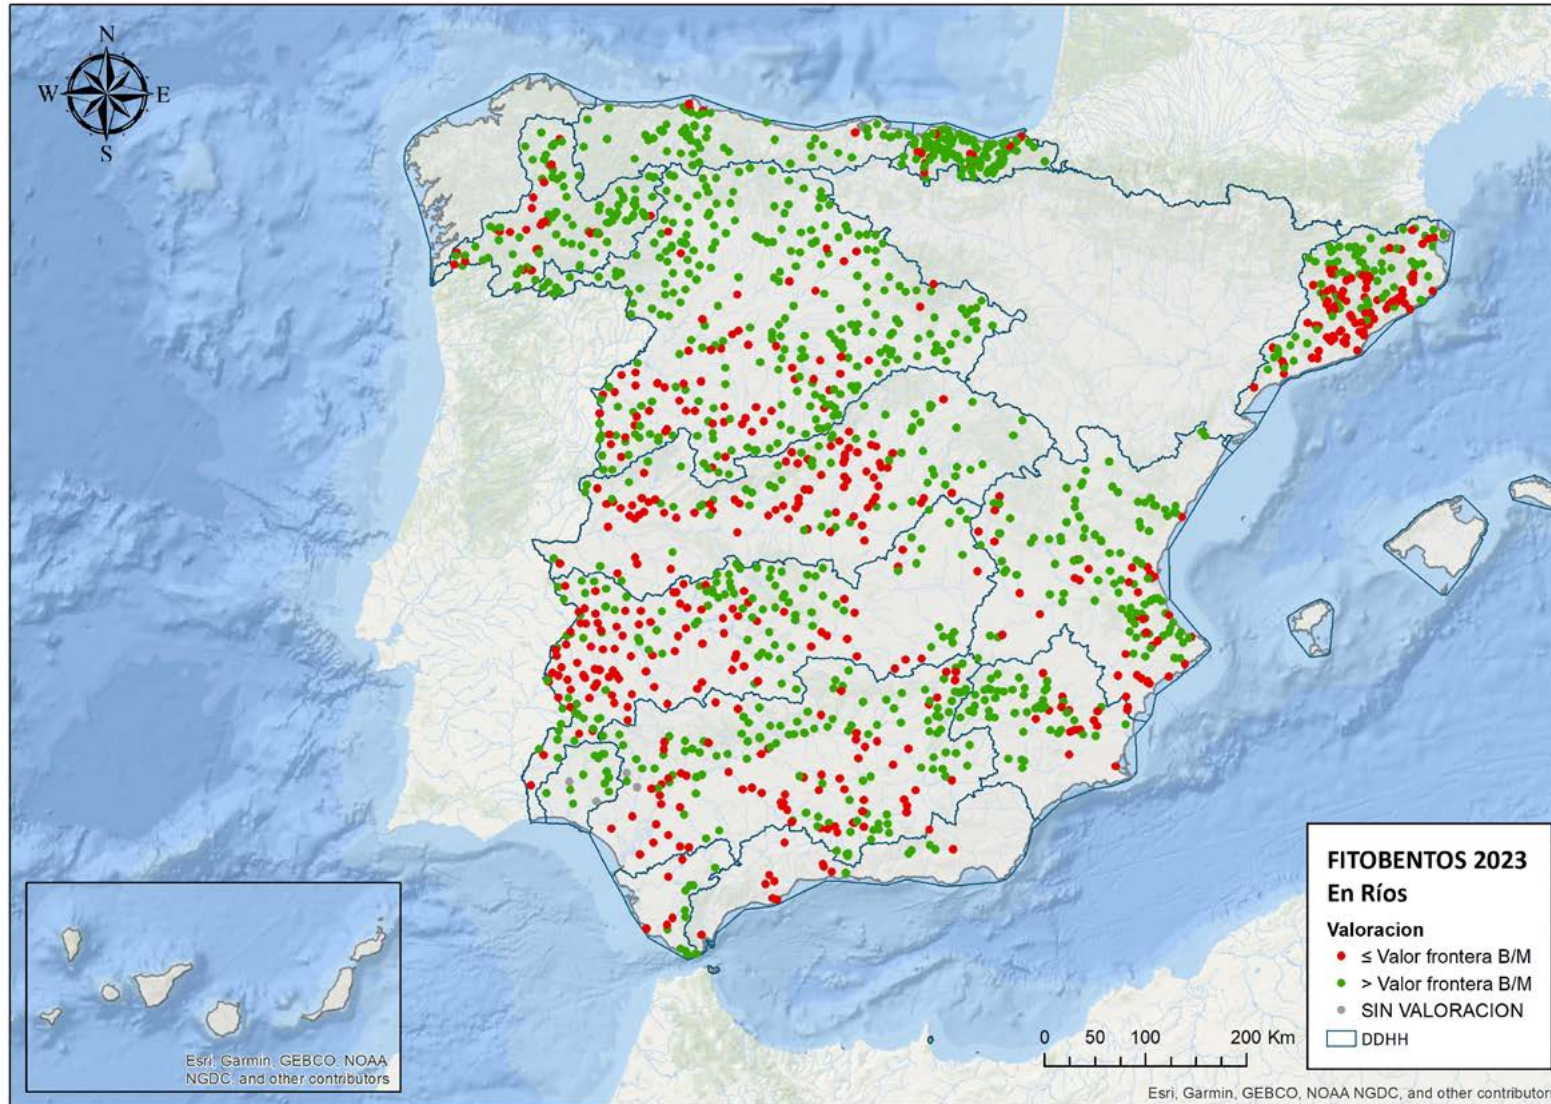 N
W
E
S
FITOBENTOS 2023
En Ríos
Valoracion
≤ Valor frontera B/M
> Valor frontera B/M
SIN VALORACION
DDHH
0 50 100 200 Km
Esri, Garmin, GEBCO, NOAA
NGDC, and other contributors
Esri, Garmin, GEBCO, NOAA NGDC, and other contributors